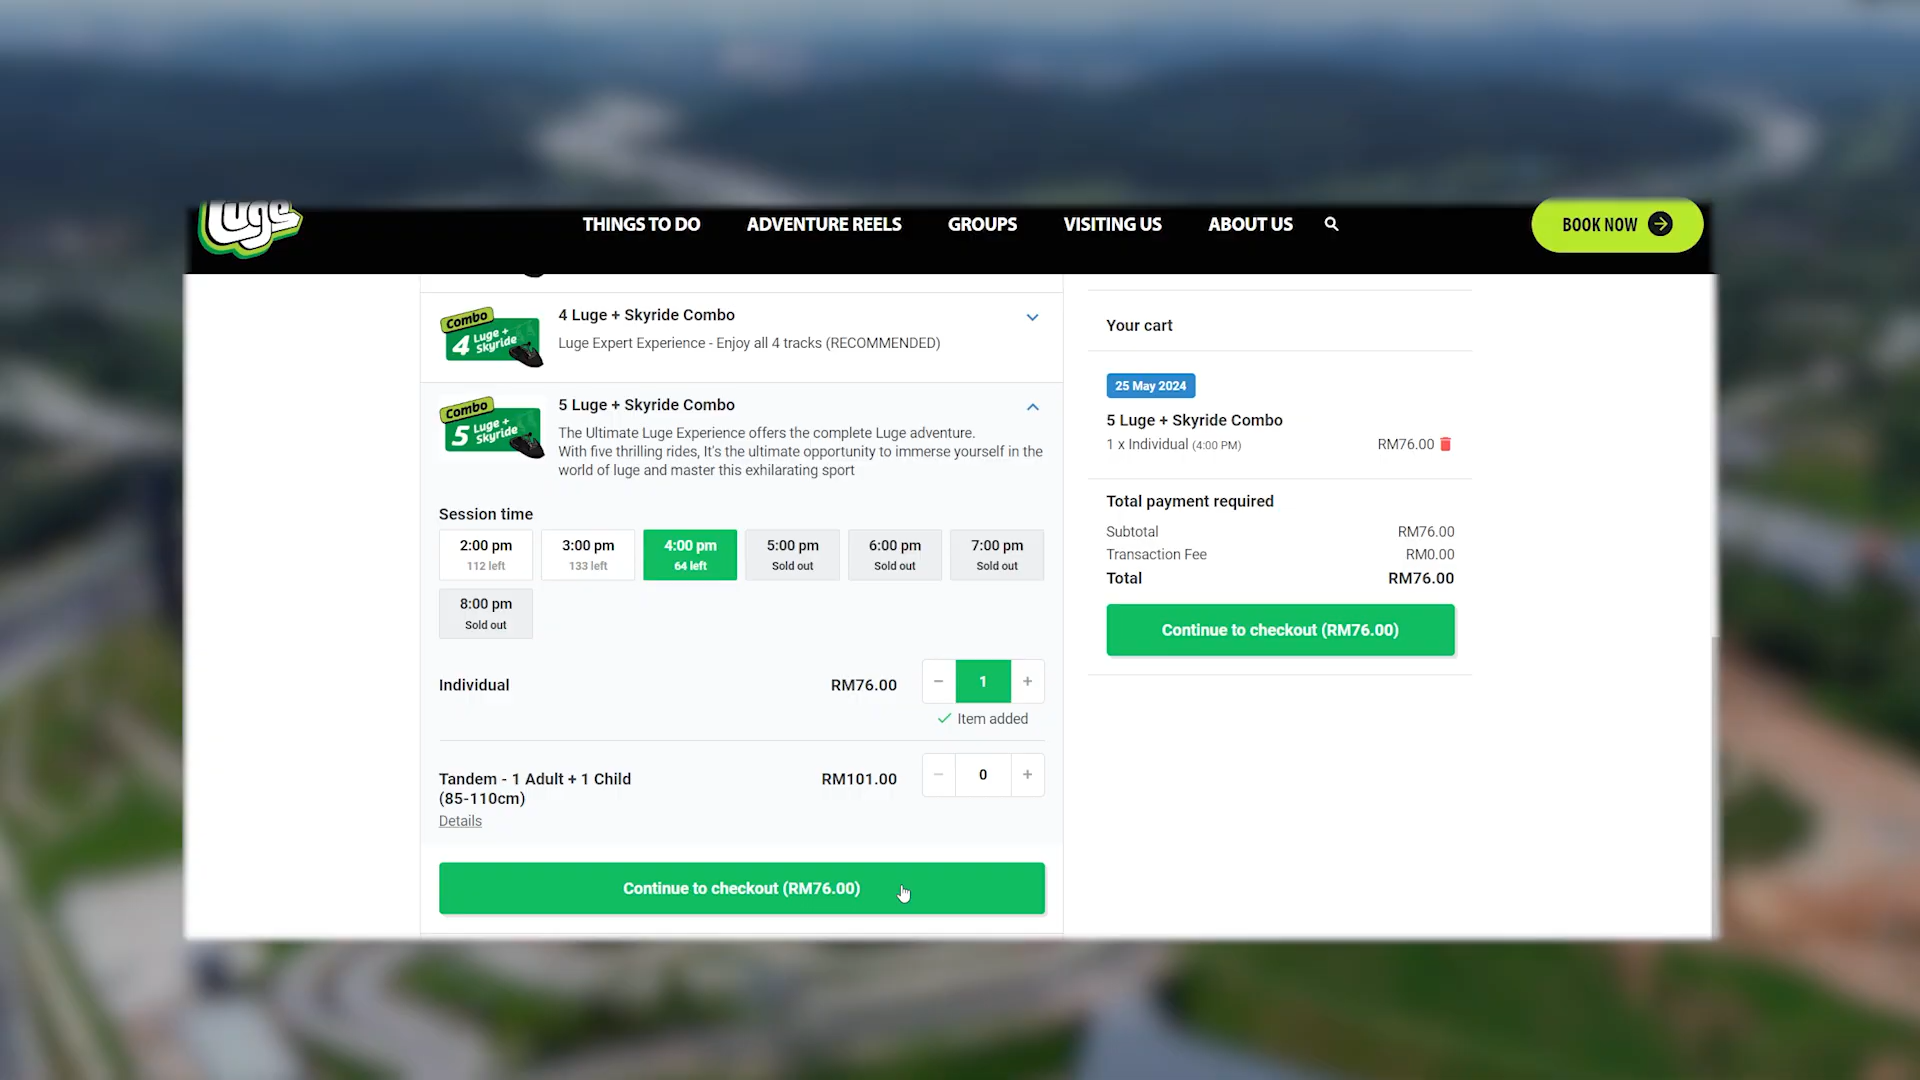 Luge
THINGS TO DO
ADVENTURE REELS
GROUPS
VISITING US
ABOUT US
BOOK NOW
Combo
4 Luge +
Skyride
4 Luge + Skyride Combo
Luge Expert Experience - Enjoy all 4 tracks (RECOMMENDED)
Combo
5 Luge +
Skyride
5 Luge + Skyride Combo
The Ultimate Luge Experience offers the complete Luge adventure.
With five thrilling rides, It's the ultimate opportunity to immerse yourself in the
world of luge and master this exhilarating sport
Session time
2:00 pm
112 left
3:00 pm
133 left
4:00 pm
64 left
5:00 pm
Sold out
6:00 pm
Sold out
7:00 pm
Sold out
8:00 pm
Sold out
Individual
RM76.00
- 1 +
Item added
Tandem - 1 Adult + 1 Child
(85-110cm)
RM101.00
- 0 +
Details
Continue to checkout (RM76.00)
Your cart
25 May 2024
5 Luge + Skyride Combo
1 x Individual (4:00 PM) RM76.00
Total payment required
Subtotal RM76.00
Transaction Fee RM0.00
Total RM76.00
Continue to checkout (RM76.00)